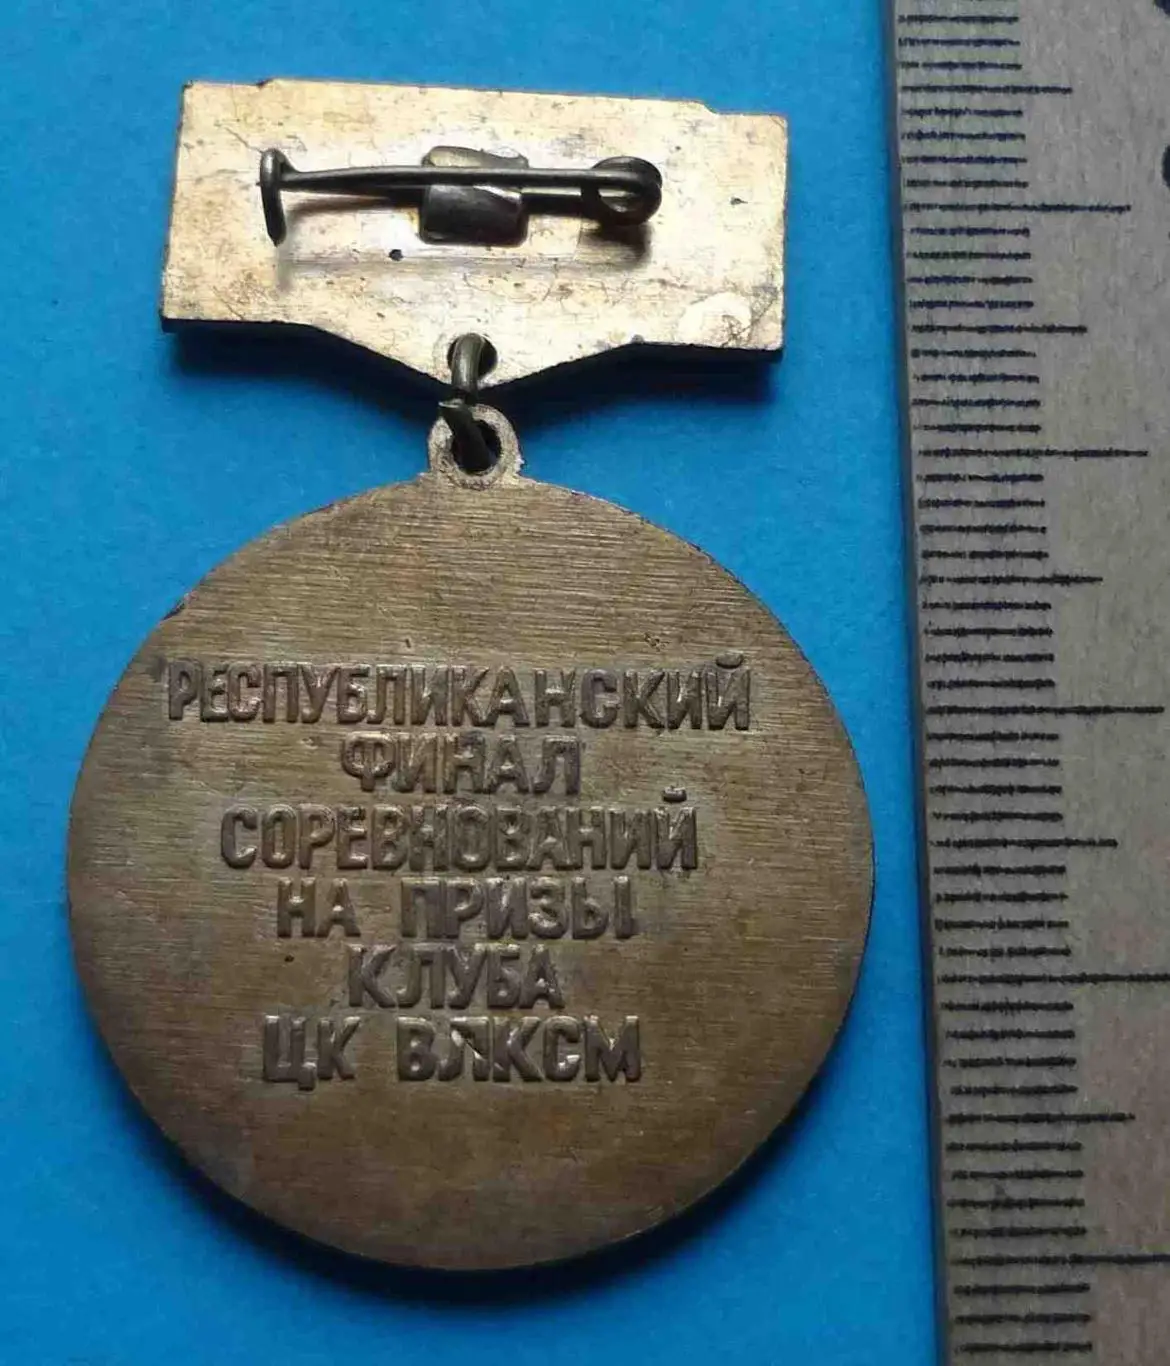 РЕСПУБЛИКАНСКИЙ
ФИНАЛ
СОРЕВНОВАНИЙ
НА ПРИЗЫ
КЛУБА
ЦК ВЛКСМ